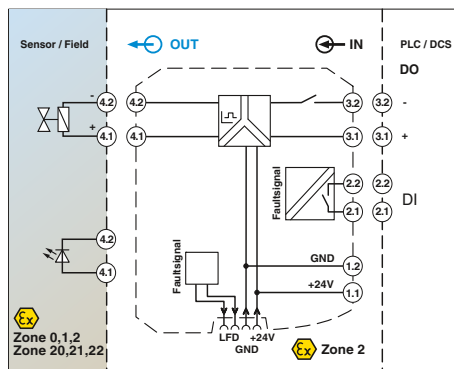 Sensor / Field
OUT
IN
PLC / DCS
DO
-
4.2
4.2
3.2
3.2
-
+
4.1
4.1
3.1
3.1
+
Faultsignal
2.2
2.2
DI
2.1
2.1
4.2
4.1
Faultsignal
GND
1.2
+24V
1.1
LFD
+24V
GND
Ex
Zone 0,1,2
Zone 20,21,22
Ex
Zone 2